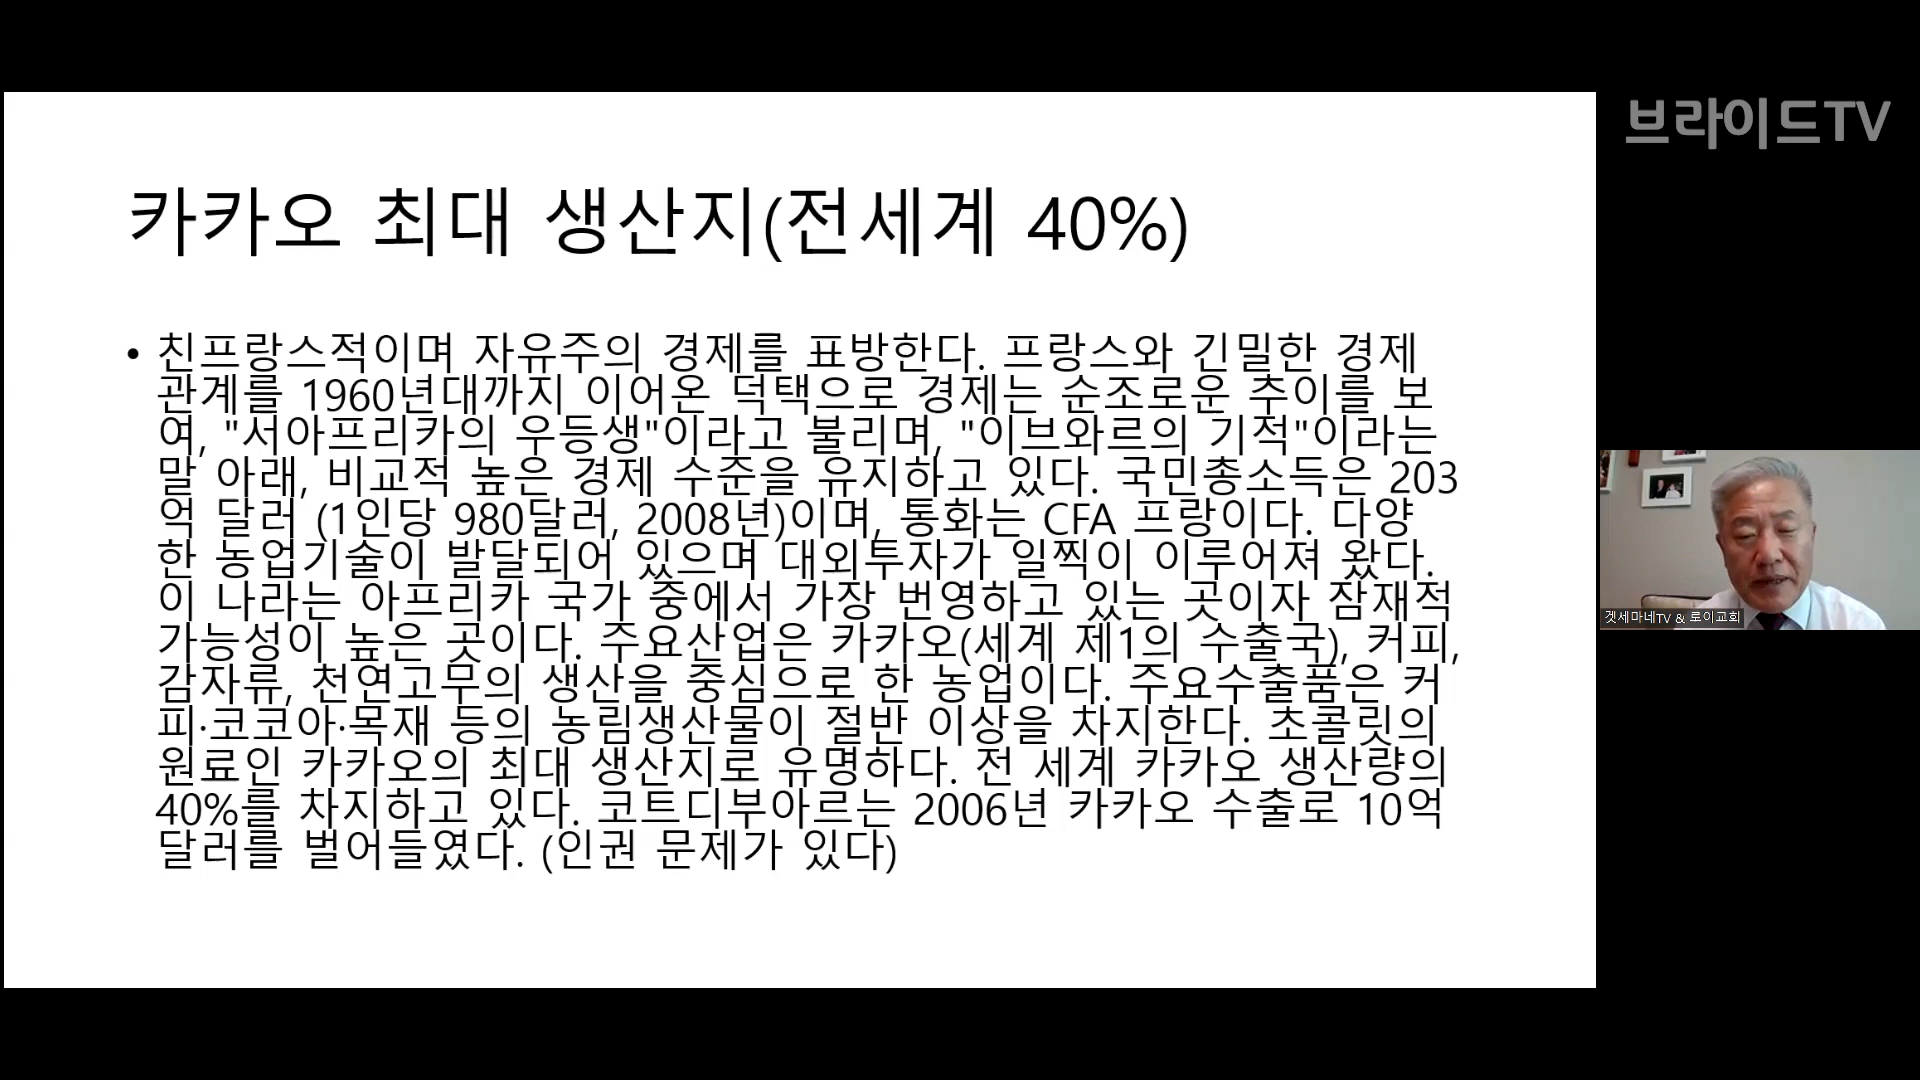 브라이드TV
카카오 최대 생산지(전세계 40%)
• 친프랑스적이며 자유주의 경제를 표방한다. 프랑스와 긴밀한 경제
관계를 1960년대까지 이어온 덕택으로 경제는 순조로운 추이를 보
여, "서아프리카의 우등생"이라고 불리며, "이브와르의 기적"이라는
말 아래, 비교적 높은 경제 수준을 유지하고 있다. 국민총소득은 203
억 달러 (1인당 980달러, 2008년)이며, 통화는 CFA 프랑이다. 다양
한 농업기술이 발달되어 있으며 대외투자가 일찍이 이루어져 왔다.
이 나라는 아프리카 국가 중에서 가장 번영하고 있는 곳이자 잠재적
가능성이 높은 곳이다. 주요산업은 카카오(세계 제1의 수출국), 커피,
감자류, 천연고무의 생산을 중심으로 한 농업이다. 주요수출품은 커
피·코코아·목재 등의 농림생산물이 절반 이상을 차지한다. 초콜릿의
원료인 카카오의 최대 생산지로 유명하다. 전 세계 카카오 생산량의
40%를 차지하고 있다. 코트디부아르는 2006년 카카오 수출로 10억
달러를 벌어들였다. (인권 문제가 있다)
겟세마네TV & 로이교회